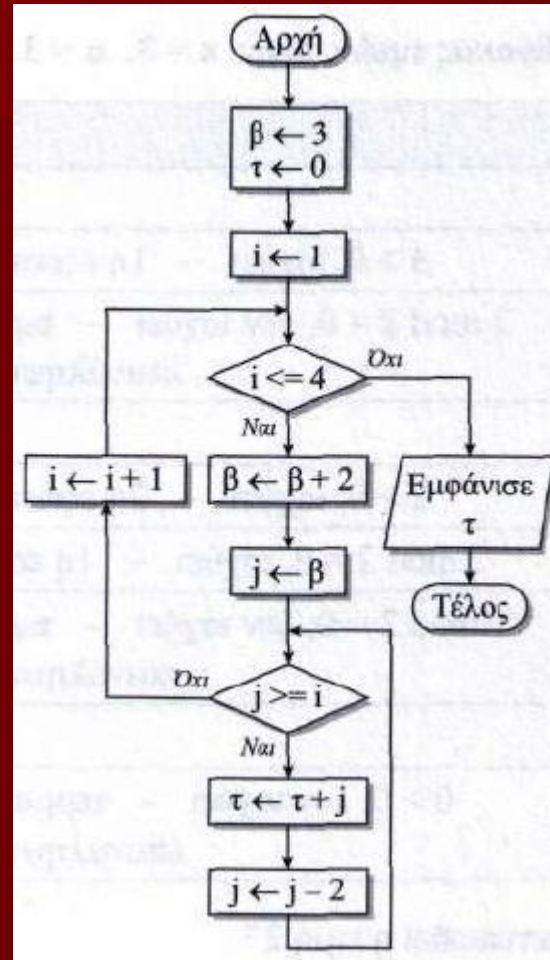 Αρχή
β ← 3
τ ← 0
i ← 1
i <= 4
Όχι
Ναι
i ← i + 1
β ← β + 2
Εμφάνισε
τ
j ← β
Τέλος
Όχι
j >= i
Ναι
τ ← τ + j
j ← j – 2